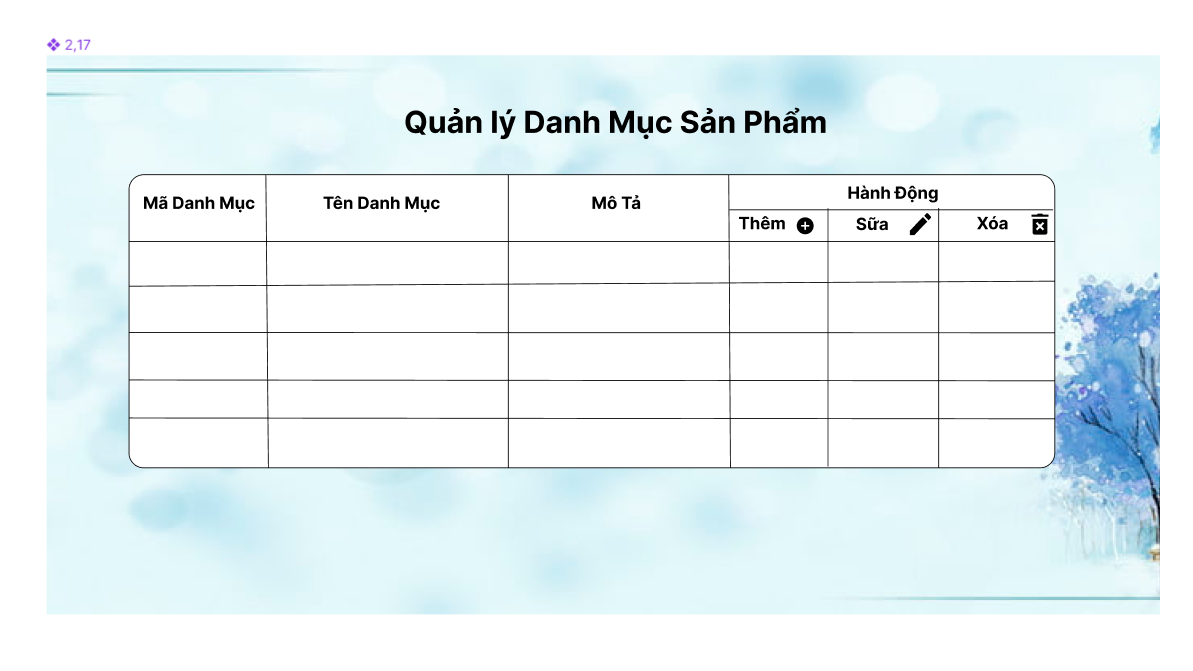 2,17
Quản lý Danh Mục Sản Phẩm
Mã Danh Mục Tên Danh Mục Mô Tả Hành Động
Thêm Sữa Xóa